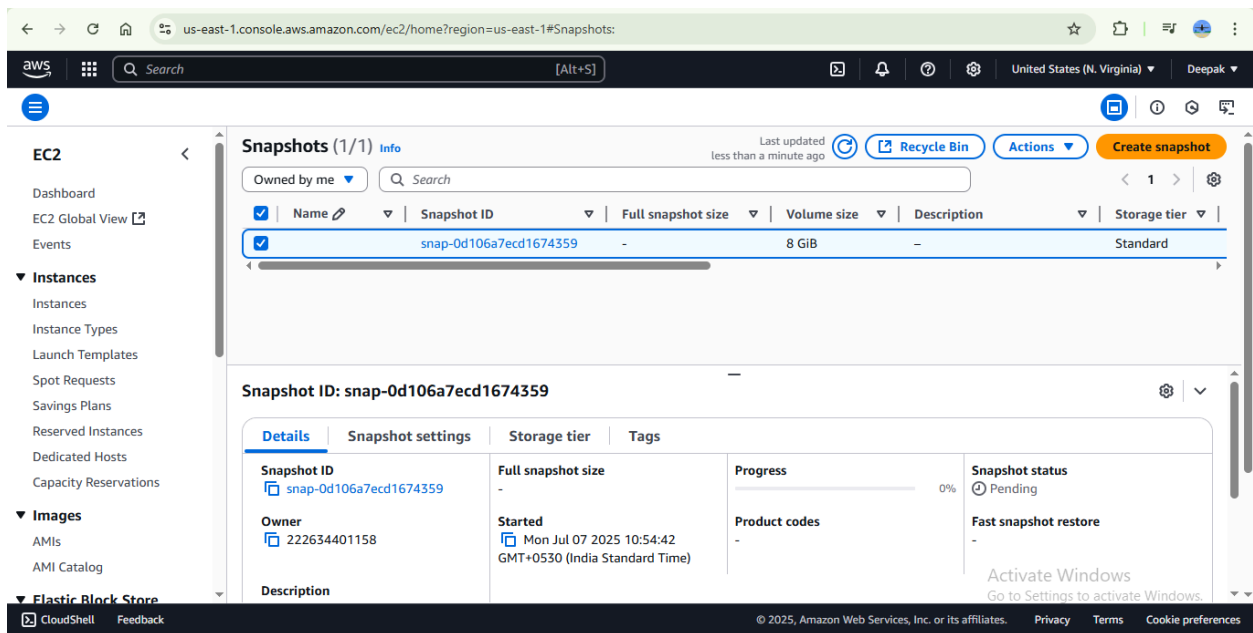 us-east-1.console.aws.amazon.com/ec2/home?region=us-east-1#Snapshots:
aws Search [Alt+S] United States (N. Virginia) Deepak
EC2
Dashboard
EC2 Global View
Events
Instances
Instances
Instance Types
Launch Templates
Spot Requests
Savings Plans
Reserved Instances
Dedicated Hosts
Capacity Reservations
Images
AMIs
AMI Catalog
Elastic Block Store
Snapshots (1/1) Info
Last updated
less than a minute ago
Recycle Bin Actions Create snapshot
Owned by me Search 1
Name Snapshot ID Full snapshot size Volume size Description Storage tier
snap-0d106a7ecd1674359 - 8 GiB – Standard
Snapshot ID: snap-0d106a7ecd1674359
Details Snapshot settings Storage tier Tags
Snapshot ID Full snapshot size Progress Snapshot status
snap-0d106a7ecd1674359 - 0% Pending
Owner Started Product codes Fast snapshot restore
222634401158 Mon Jul 07 2025 10:54:42 - -
GMT+0530 (India Standard Time)
Description
Activate Windows
Go to Settings to activate Windows.
CloudShell Feedback © 2025, Amazon Web Services, Inc. or its affiliates. Privacy Terms Cookie preferences